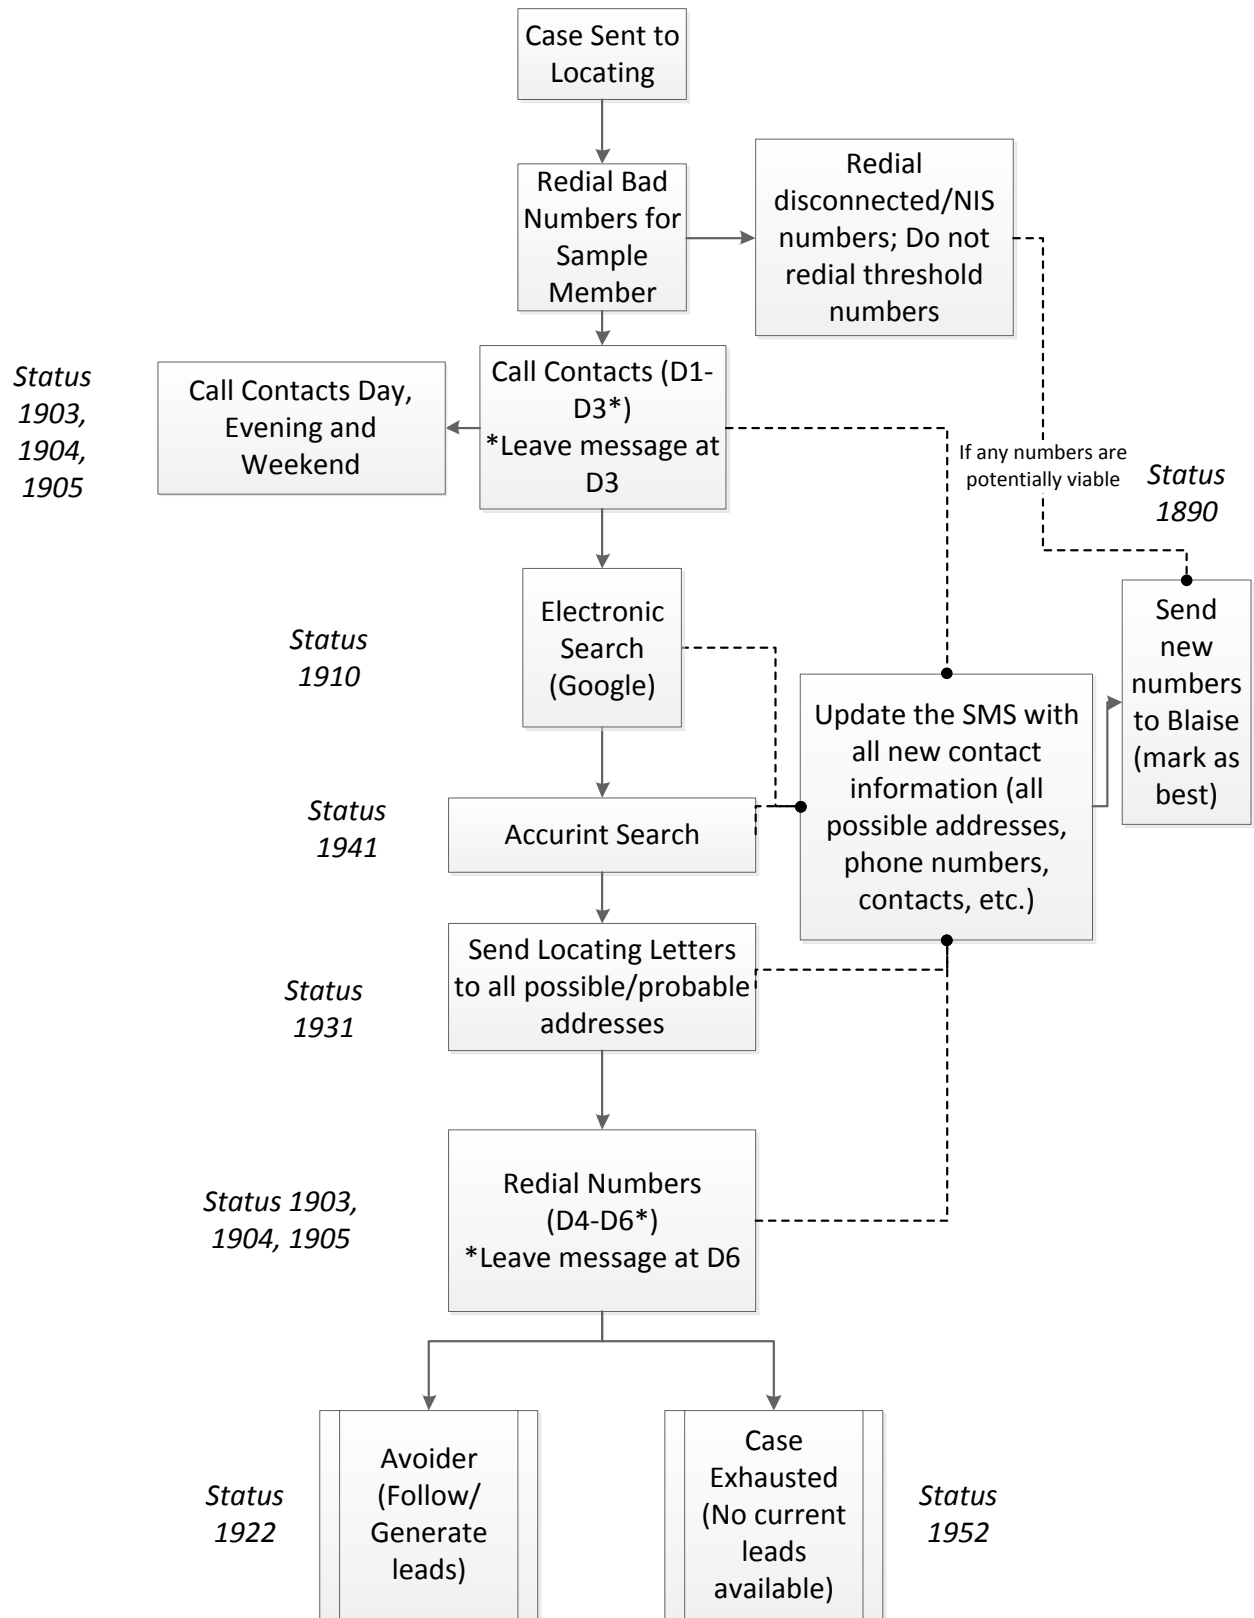 Case Sent to
Locating
Redial Bad
Numbers for
Sample
Member
Redial
disconnected/NIS
numbers; Do not
redial threshold
numbers
Status
1903,
1904,
1905
Call Contacts Day,
Evening and
Weekend
Call Contacts (D1-
D3*)
*Leave message at
D3
If any numbers are
potentially viable
Status
1890
Status
1910
Electronic
Search
(Google)
Send
new
numbers
to Blaise
(mark as
best)
Update the SMS with
all new contact
information (all
possible addresses,
phone numbers,
contacts, etc.)
Status
1941
Accurint Search
Status
1931
Send Locating Letters
to all possible/probable
addresses
Status 1903,
1904, 1905
Redial Numbers
(D4-D6*)
*Leave message at D6
Status
1922
Avoider
(Follow/
Generate
leads)
Case
Exhausted
(No current
leads
available)
Status
1952